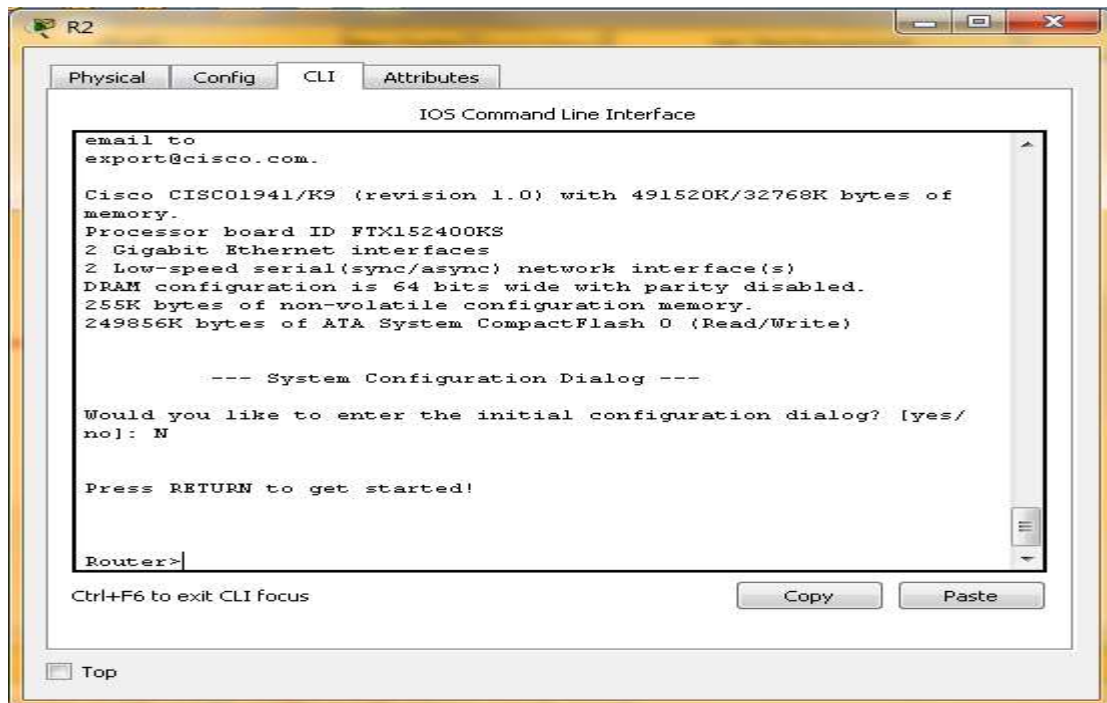 R2
Physical Config CLI Attributes
IOS Command Line Interface
email to
export@cisco.com.
Cisco CISCO1941/K9 (revision 1.0) with 491520K/32768K bytes of
memory.
Processor board ID FTX152400KS
2 Gigabit Ethernet interfaces
2 Low-speed serial(sync/async) network interface(s)
DRAM configuration is 64 bits wide with parity disabled.
255K bytes of non-volatile configuration memory.
249856K bytes of ATA System CompactFlash 0 (Read/Write)
--- System Configuration Dialog ---
Would you like to enter the initial configuration dialog? [yes/
no]: N
Press RETURN to get started!
Router>
Ctrl+F6 to exit CLI focus
Copy Paste
Top